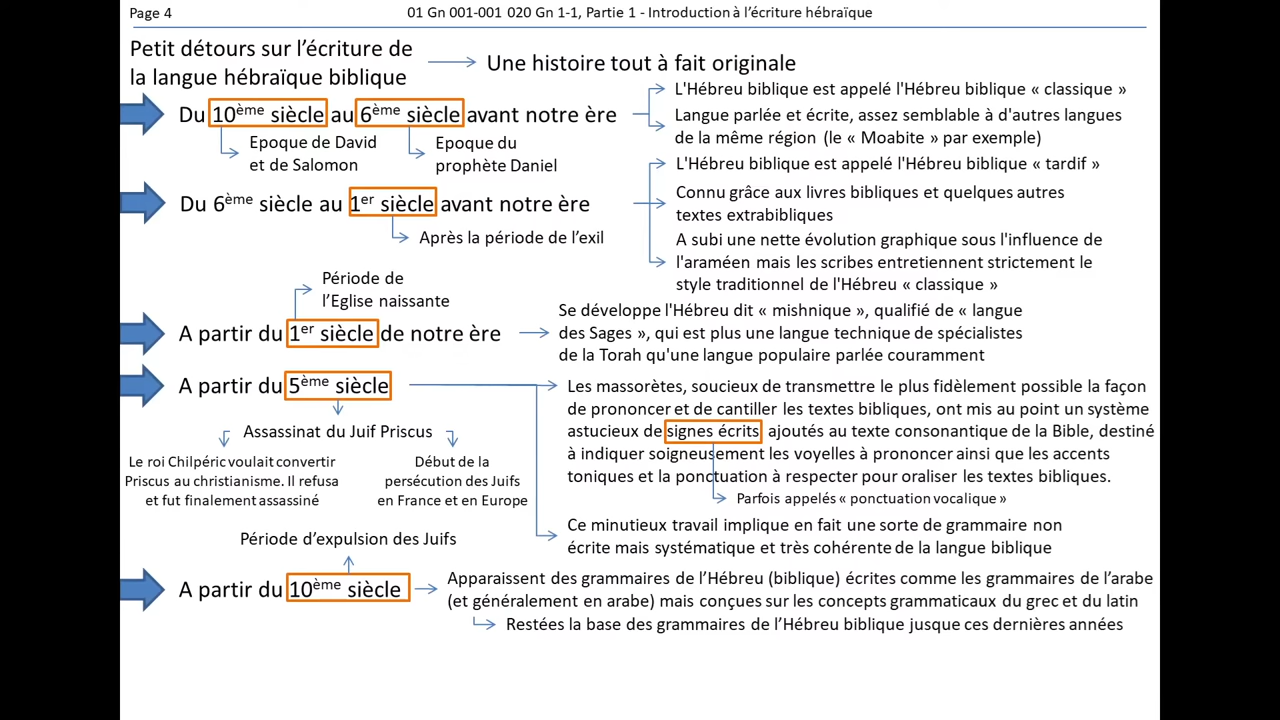 Page 4
01 Gn 001-001 020 Gn 1-1, Partie 1 - Introduction à l’écriture hébraïque
Petit détours sur l’écriture de
la langue hébraïque biblique
Une histoire tout à fait originale
Du 10ème siècle au 6ème siècle avant notre ère
Epoque de David
et de Salomon
Epoque du
prophète Daniel
L'Hébreu biblique est appelé l'Hébreu biblique « classique »
Langue parlée et écrite, assez semblable à d'autres langues
de la même région (le « Moabite » par exemple)
Du 6ème siècle au 1er siècle avant notre ère
Après la période de l’exil
L'Hébreu biblique est appelé l'Hébreu biblique « tardif »
Connu grâce aux livres bibliques et quelques autres
textes extrabibliques
A subi une nette évolution graphique sous l'influence de
l'araméen mais les scribes entretiennent strictement le
style traditionnel de l'Hébreu « classique »
Période de
l’Eglise naissante
A partir du 1er siècle de notre ère
Se développe l'Hébreu dit « mishnique », qualifié de « langue
des Sages », qui est plus une langue technique de spécialistes
de la Torah qu'une langue populaire parlée couramment
A partir du 5ème siècle
Assassinat du Juif Priscus
Le roi Chilpéric voulait convertir
Priscus au christianisme. Il refusa
et fut finalement assassiné
Début de la
persécution des Juifs
en France et en Europe
Les massorètes, soucieux de transmettre le plus fidèlement possible la façon
de prononcer et de cantiller les textes bibliques, ont mis au point un système
astucieux de signes écrits ajoutés au texte consonantique de la Bible, destiné
à indiquer soigneusement les voyelles à prononcer ainsi que les accents
toniques et la ponctuation à respecter pour oraliser les textes bibliques.
Parfois appelés « ponctuation vocalique »
Ce minutieux travail implique en fait une sorte de grammaire non
écrite mais systématique et très cohérente de la langue biblique
Période d’expulsion des Juifs
A partir du 10ème siècle
Apparaissent des grammaires de l’Hébreu (biblique) écrites comme les grammaires de l’arabe
(et généralement en arabe) mais conçues sur les concepts grammaticaux du grec et du latin
Restées la base des grammaires de l’Hébreu biblique jusque ces dernières années